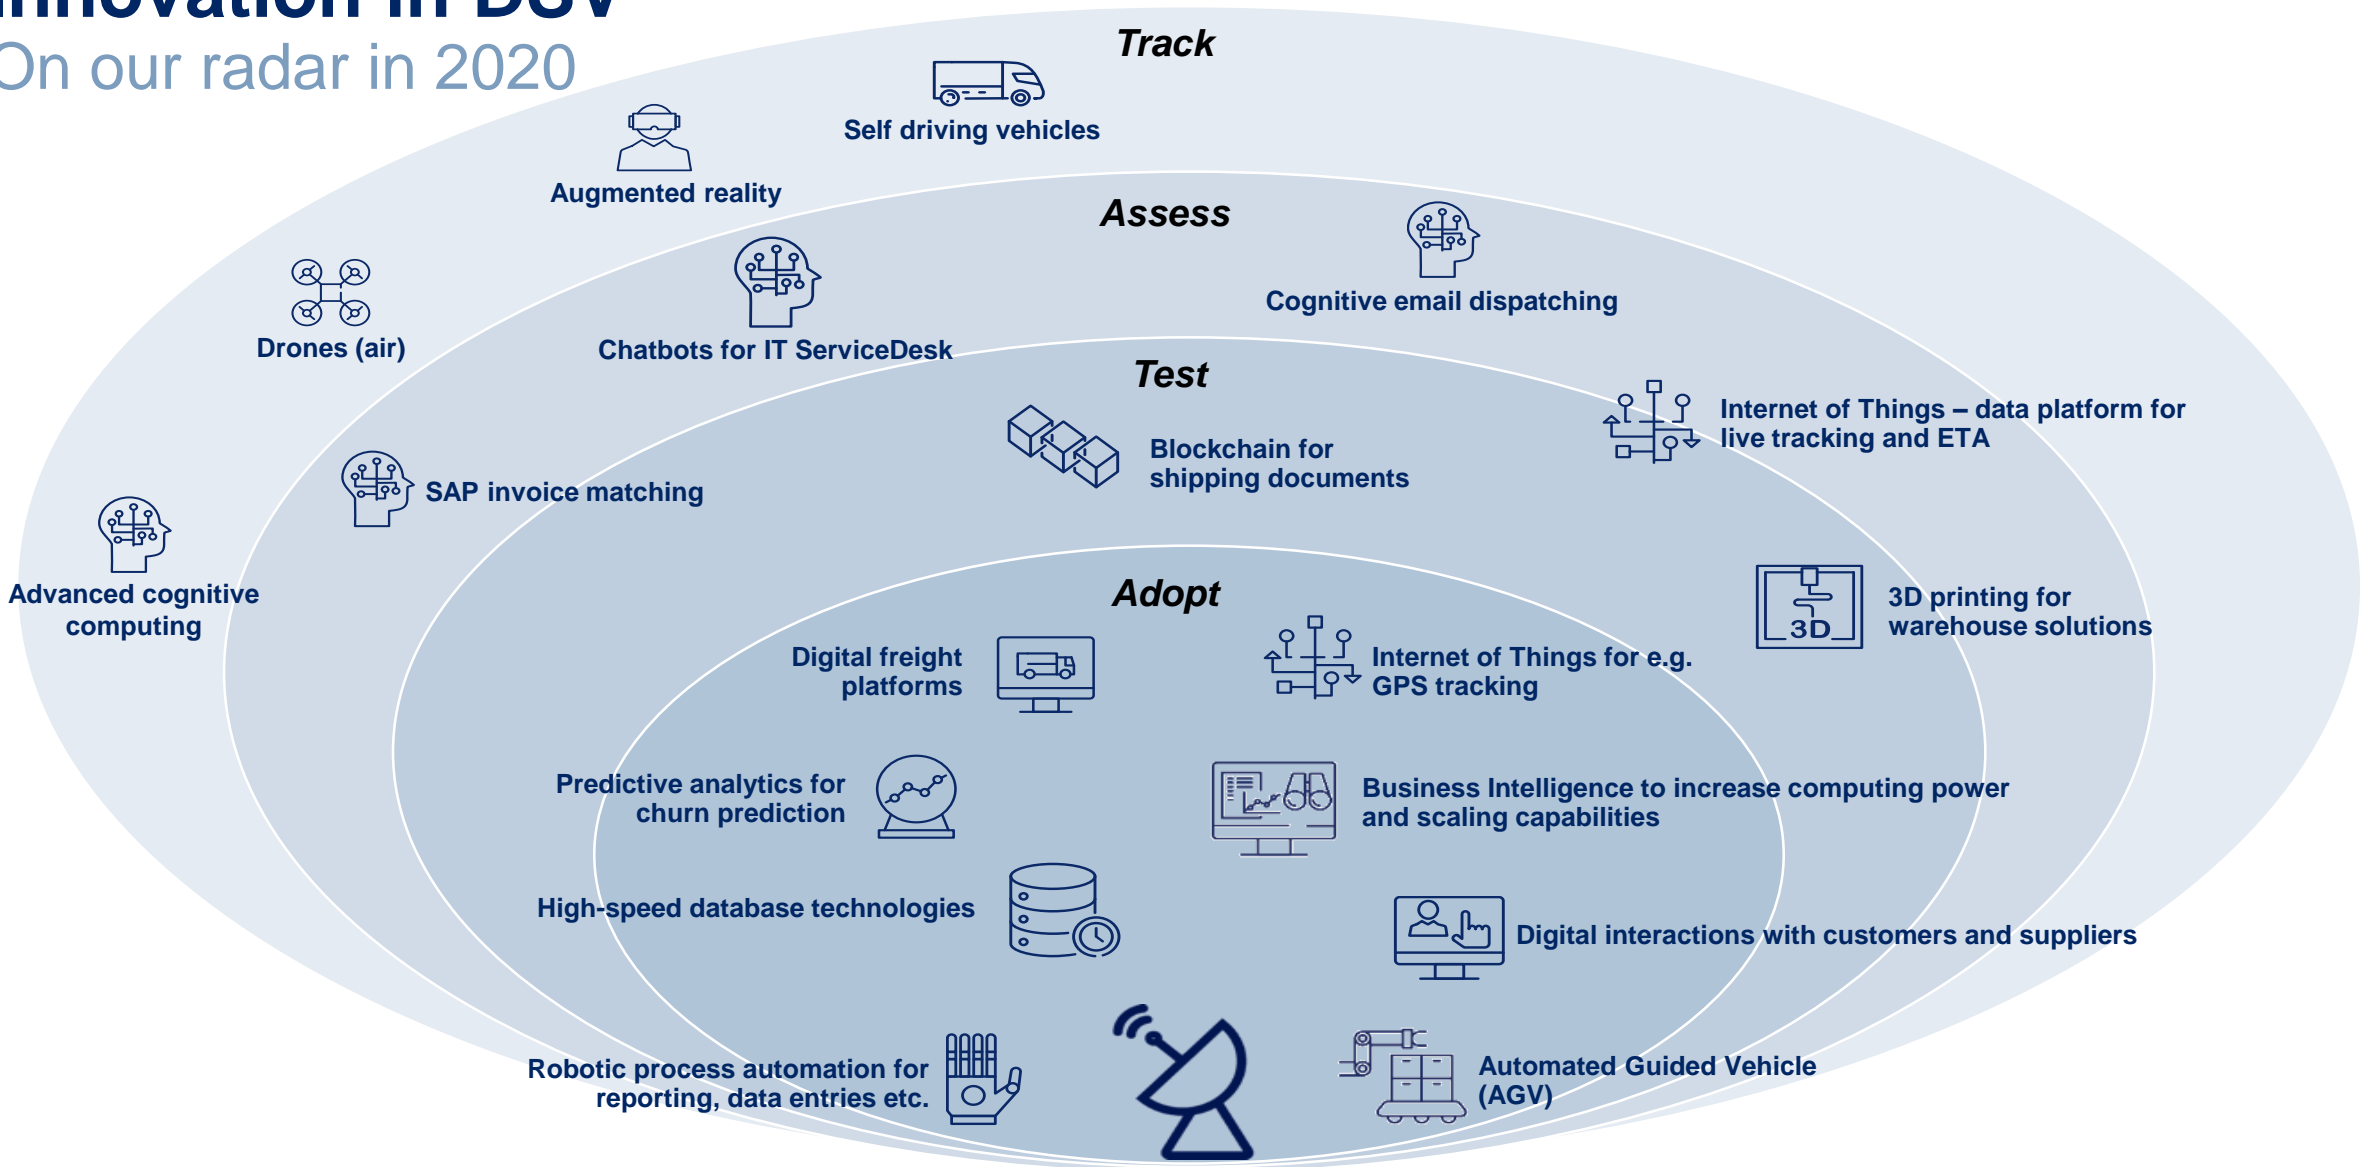 Innovation in DSV
On our radar in 2020
Track
Self driving vehicles
Augmented reality
Assess
Cognitive email dispatching
Drones (air)
Chatbots for IT ServiceDesk
Test
Internet of Things – data platform for
live tracking and ETA
Blockchain for
shipping documents
SAP invoice matching
Advanced cognitive
computing
Adopt
3D
3D printing for
warehouse solutions
Digital freight
platforms
Internet of Things for e.g.
GPS tracking
Predictive analytics for
churn prediction
Business Intelligence to increase computing power
and scaling capabilities
High-speed database technologies
Digital interactions with customers and suppliers
Robotic process automation for
reporting, data entries etc.
Automated Guided Vehicle
(AGV)